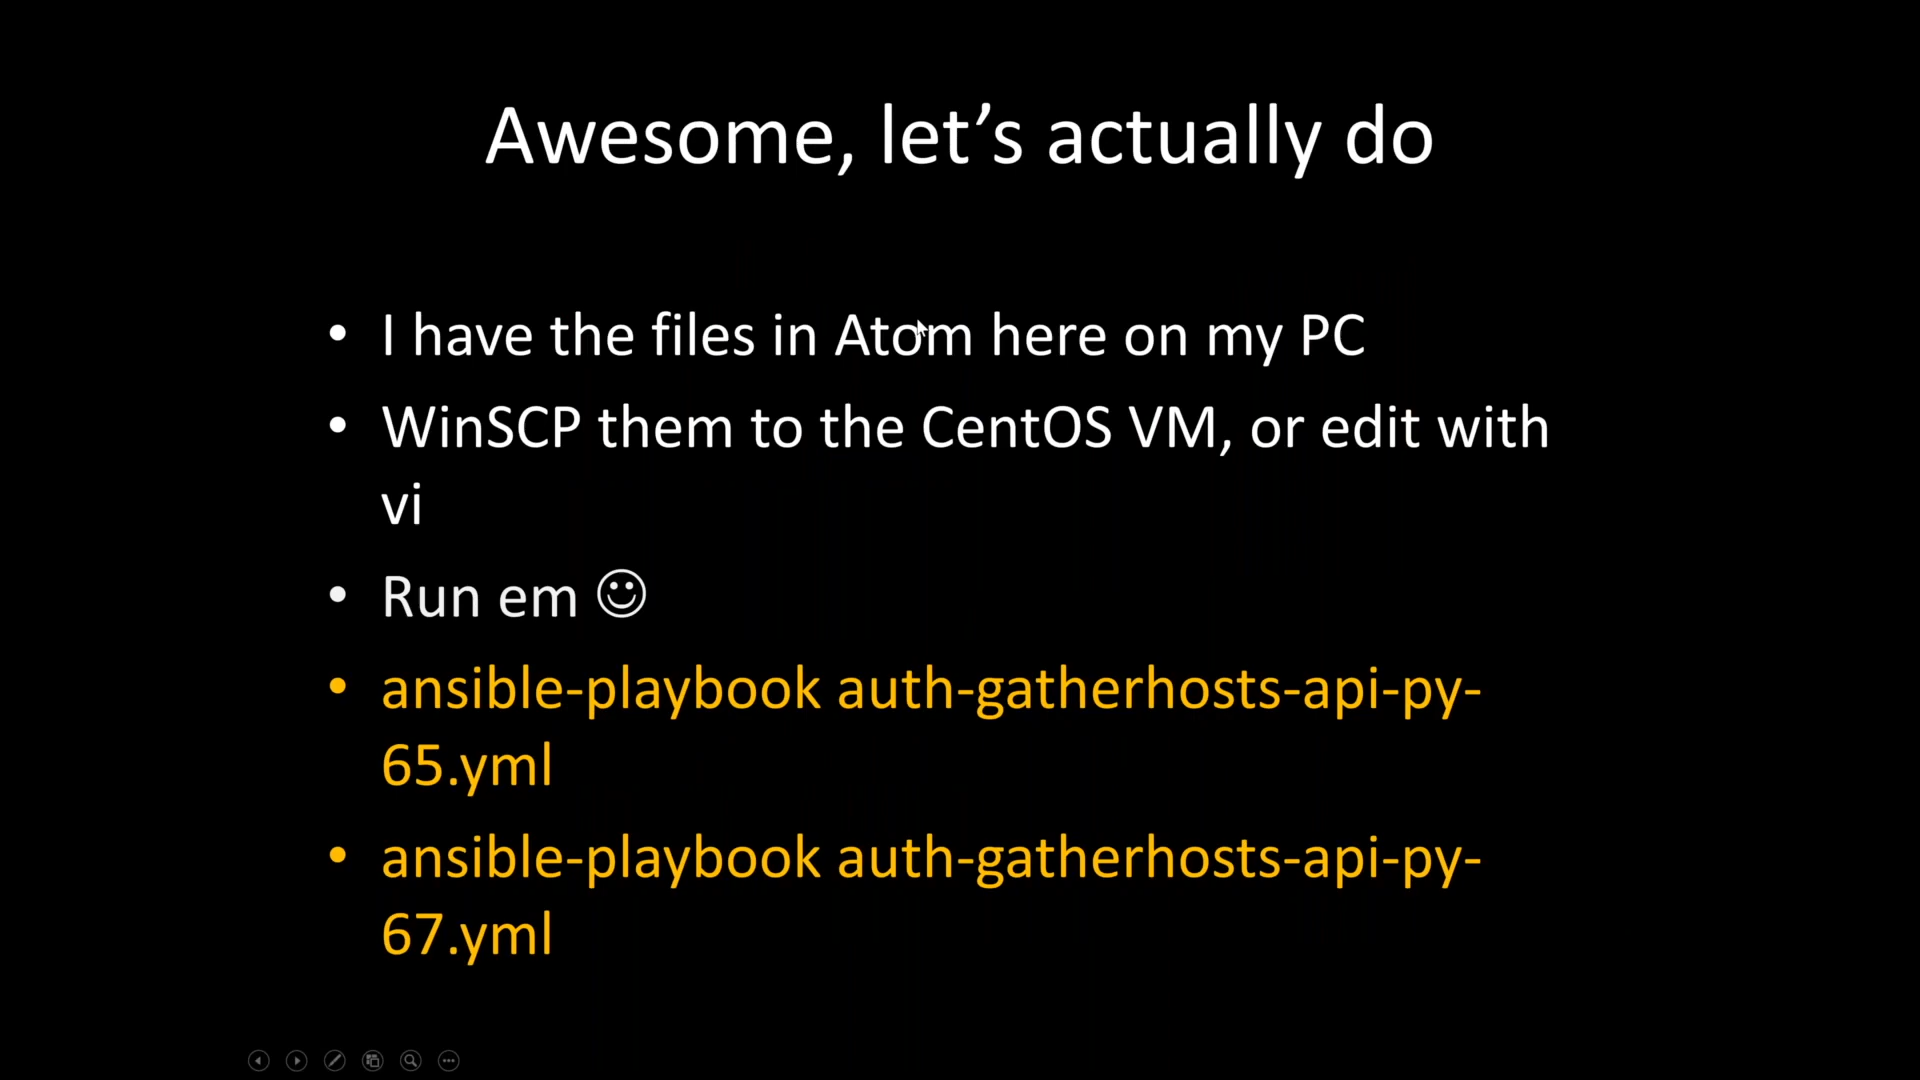 Awesome, let’s actually do
• I have the files in Atom here on my PC
• WinSCP them to the CentOS VM, or edit with
vi
• Run em ☺
• ansible-playbook auth-gatherhosts-api-py-
65.yml
• ansible-playbook auth-gatherhosts-api-py-
67.yml